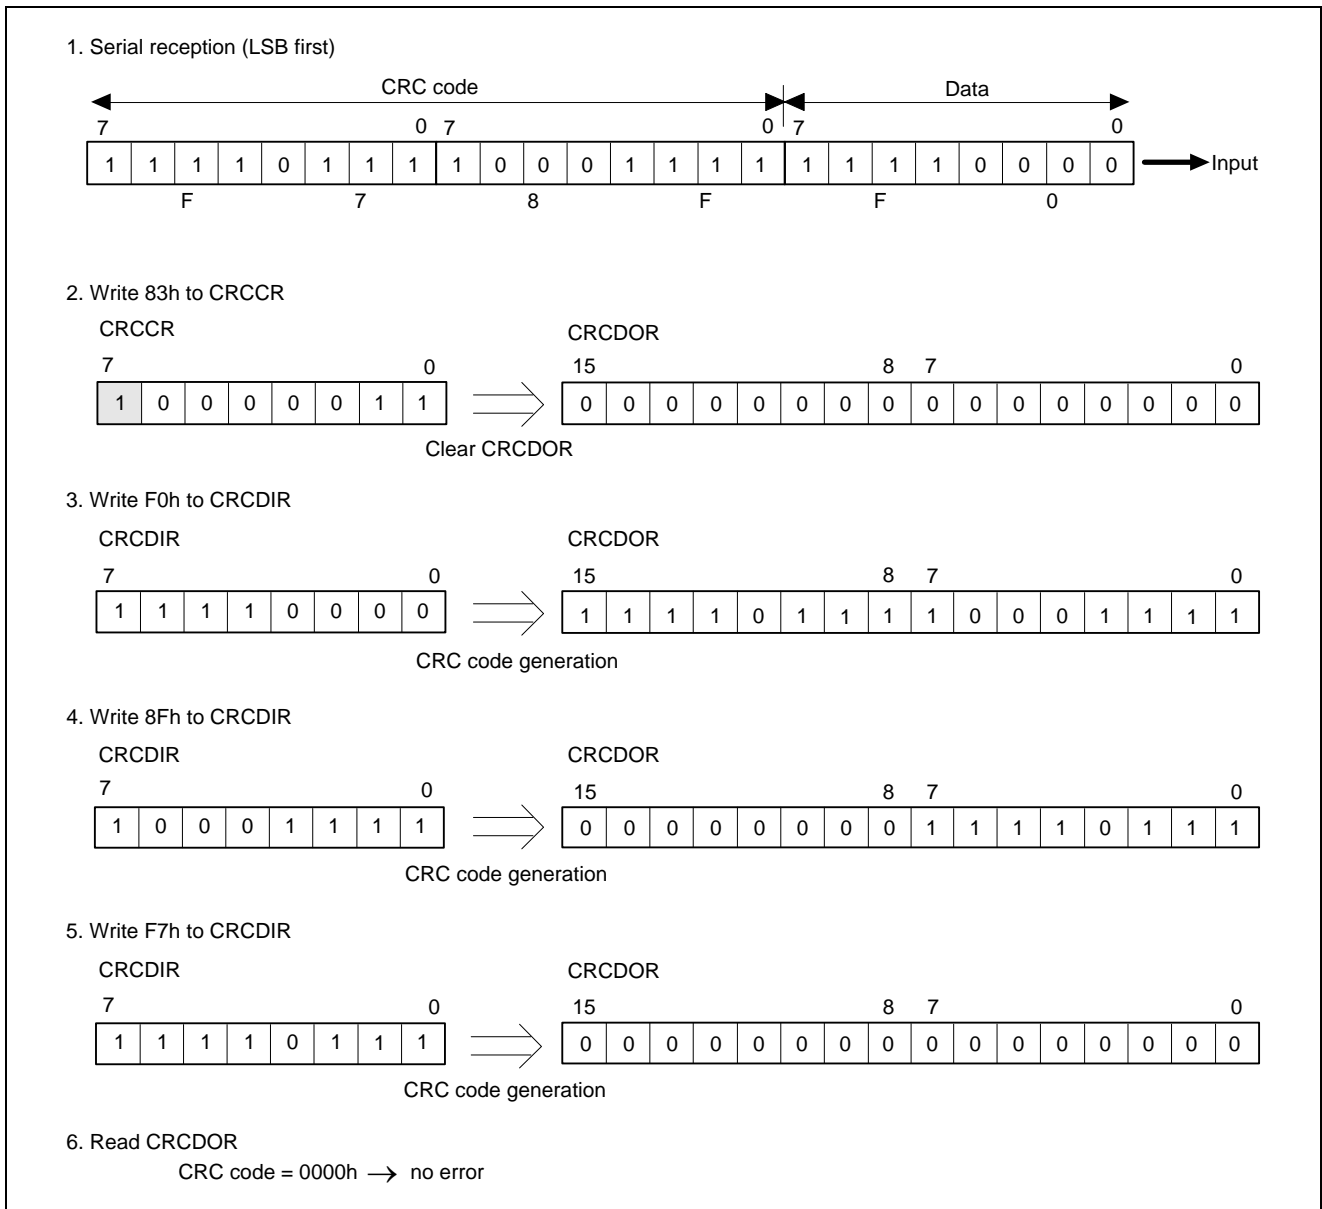 1. Serial reception (LSB first)
CRC code Data
7 0 7 0 7 0
1 1 1 1 0 1 1 1 1 0 0 0 1 1 1 1 1 1 1 1 0 0 0 0 Input
F 7 8 F F 0
2. Write 83h to CRCCR
CRCCR CRCDOR
7 0 15 8 7 0
1 0 0 0 0 0 1 1 0 0 0 0 0 0 0 0 0 0 0 0 0 0 0 0
Clear CRCDOR
3. Write F0h to CRCDIR
CRCDIR CRCDOR
7 0 15 8 7 0
1 1 1 1 0 0 0 0 1 1 1 1 0 1 1 1 1 0 0 0 1 1 1 1
CRC code generation
4. Write 8Fh to CRCDIR
CRCDIR CRCDOR
7 0 15 8 7 0
1 0 0 0 1 1 1 1 0 0 0 0 0 0 0 0 1 1 1 1 0 1 1 1
CRC code generation
5. Write F7h to CRCDIR
CRCDIR CRCDOR
7 0 15 8 7 0
1 1 1 1 0 1 1 1 0 0 0 0 0 0 0 0 0 0 0 0 0 0 0 0
CRC code generation
6. Read CRCDOR
CRC code = 0000h → no error